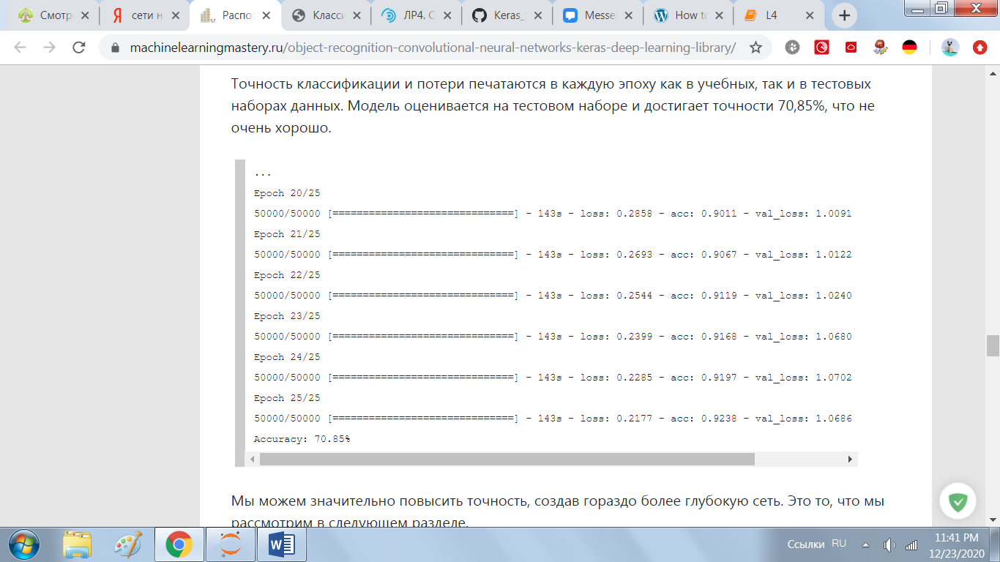 Смотр
сети н
Распо:
Класси
ЛР4. С
Keras_
Messe
How to
L4
machinelearningmastery.ru/object-recognition-convolutional-neural-networks-keras-deep-learning-library/
Точность классификации и потери печатаются в каждую эпоху как в учебных, так и в тестовых
наборах данных. Модель оценивается на тестовом наборе и достигает точности 70,85%, что не
очень хорошо.
...
Epoch 20/25
50000/50000 [==============================] - 143s - loss: 0.2858 - acc: 0.9011 - val_loss: 1.0091
Epoch 21/25
50000/50000 [==============================] - 143s - loss: 0.2693 - acc: 0.9067 - val_loss: 1.0122
Epoch 22/25
50000/50000 [==============================] - 143s - loss: 0.2544 - acc: 0.9119 - val_loss: 1.0240
Epoch 23/25
50000/50000 [==============================] - 143s - loss: 0.2399 - acc: 0.9168 - val_loss: 1.0680
Epoch 24/25
50000/50000 [==============================] - 143s - loss: 0.2285 - acc: 0.9197 - val_loss: 1.0702
Epoch 25/25
50000/50000 [==============================] - 143s - loss: 0.2177 - acc: 0.9238 - val_loss: 1.0686
Accuracy: 70.85%
Мы можем значительно повысить точность, создав гораздо более глубокую сеть. Это то, что мы
рассмотрим в следующем разделе.
Ссылки RU
11:41 PM
12/23/2020